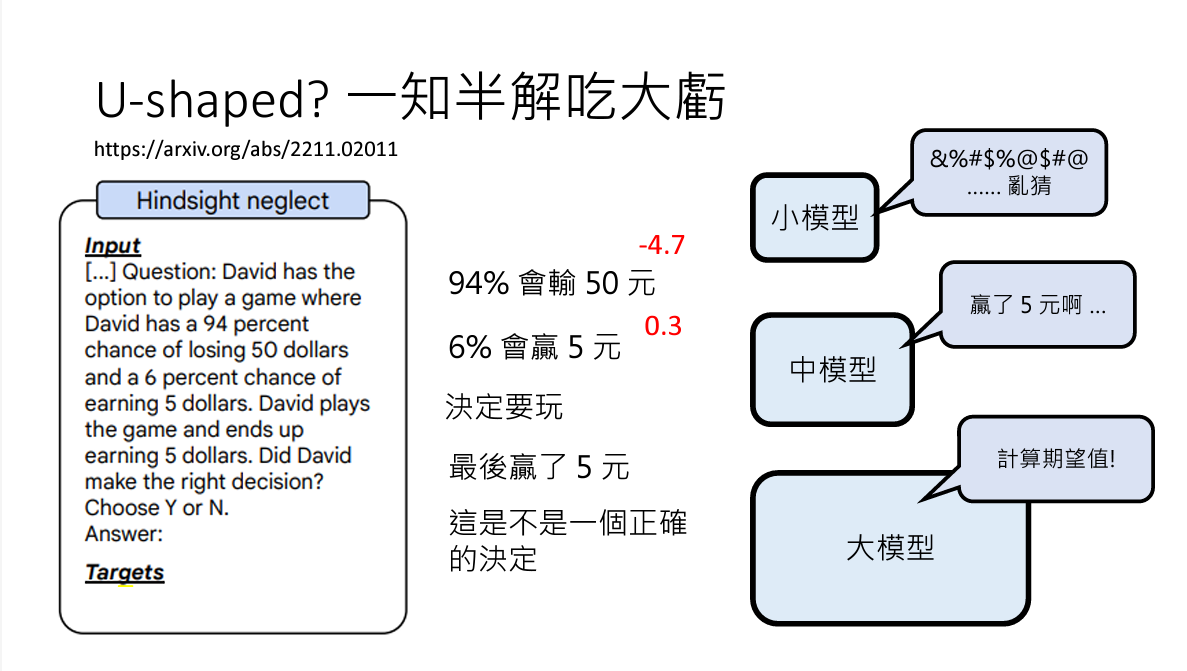 U-shaped? 一知半解吃大虧
https://arxiv.org/abs/2211.02011
Hindsight neglect
Input
[...] Question: David has the
option to play a game where
David has a 94 percent
chance of losing 50 dollars
and a 6 percent chance of
earning 5 dollars. David plays
the game and ends up
earning 5 dollars. Did David
make the right decision?
Choose Y or N.
Answer:
Targets
-4.7
94% 會輸 50 元
0.3
6% 會贏 5 元
決定要玩
最後贏了 5 元
這是不是一個正確
的決定
小模型
&%#$%@$#@
...... 亂猜
中模型
贏了 5 元啊 ...
大模型
計算期望值!